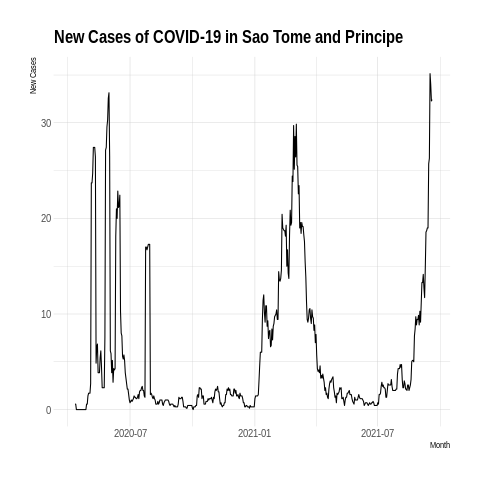 New Cases of COVID-19 in Sao Tome and Principe
New Cases
30
20
10
0
2020-07
2021-01
2021-07
Month